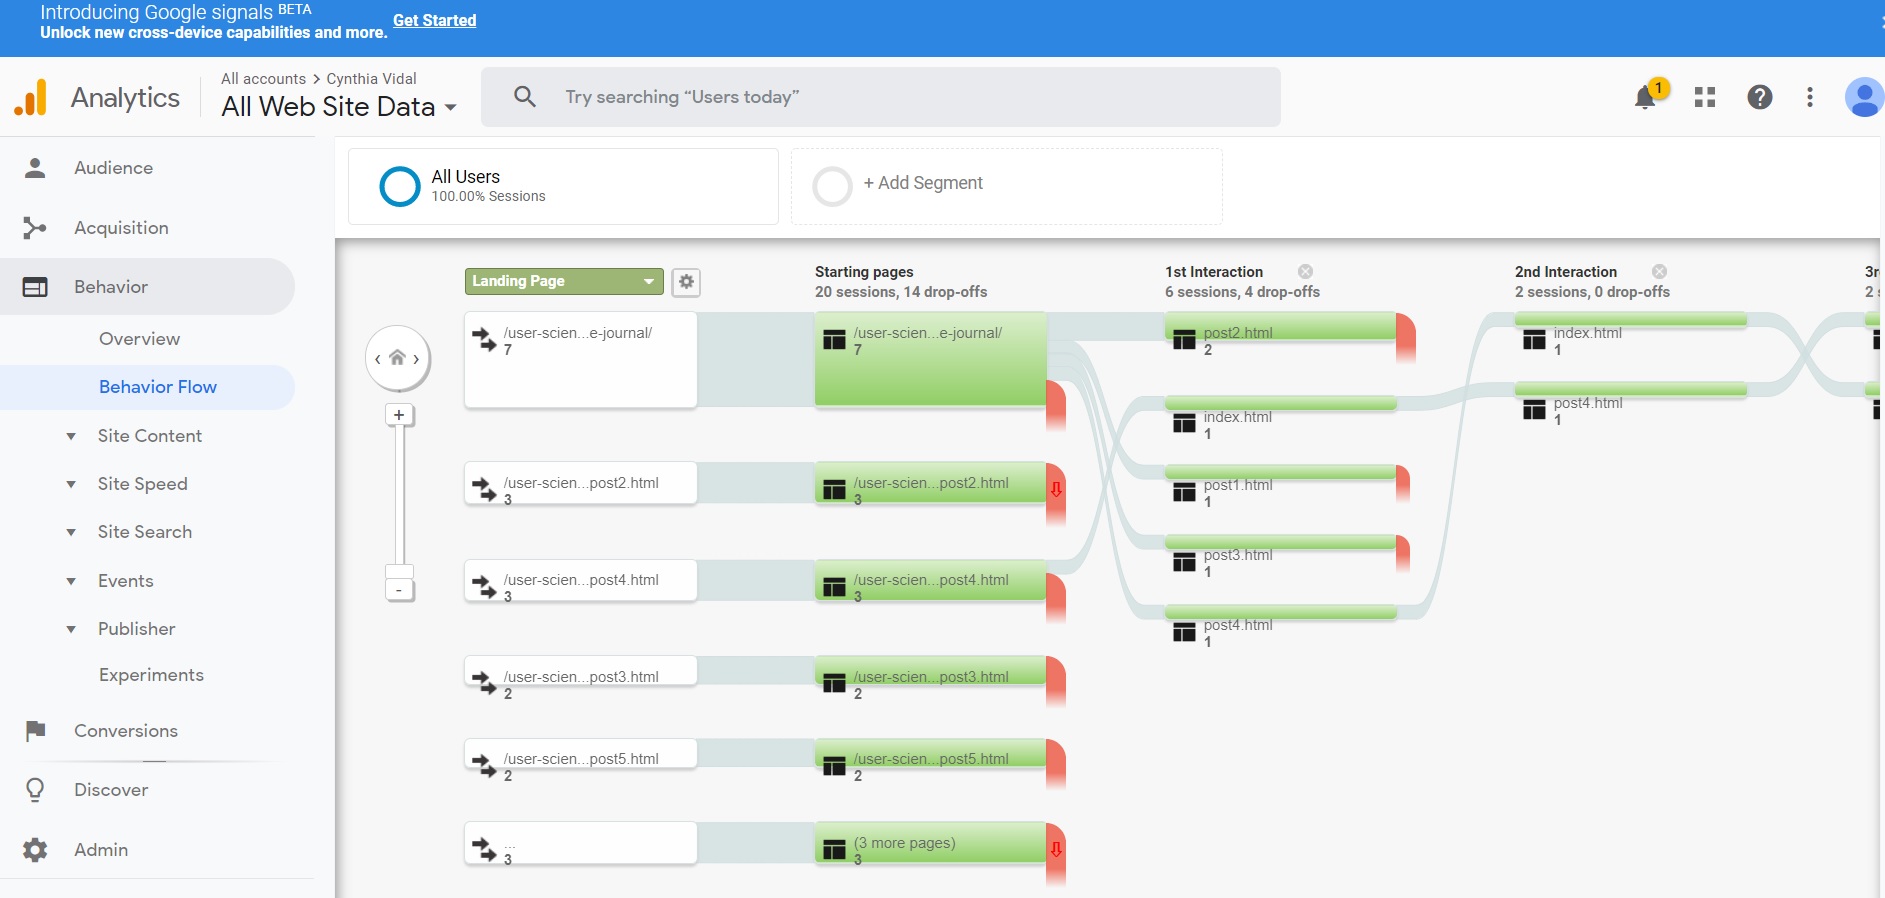 Introducing Google signals BETA
Unlock new cross-device capabilities and more.
Get Started
Analytics
All accounts > Cynthia Vidal
All Web Site Data
Try searching “Users today”
1
Audience
Acquisition
Behavior
Overview
Behavior Flow
Site Content
Site Speed
Site Search
Events
Publisher
Experiments
Conversions
Discover
Admin
All Users
100.00% Sessions
+ Add Segment
Landing Page
+
-
/user-scien...e-journal/
7
/user-scien...post2.html
3
/user-scien...post4.html
3
/user-scien...post3.html
2
/user-scien...post5.html
2
...
3
Starting pages
20 sessions, 14 drop-offs
/user-scien...e-journal/
7
/user-scien...post2.html
3
/user-scien...post4.html
3
/user-scien...post3.html
2
/user-scien...post5.html
2
(3 more pages)
3
1st Interaction
6 sessions, 4 drop-offs
post2.html
2
index.html
1
post1.html
1
post3.html
1
post4.html
1
2nd Interaction
2 sessions, 0 drop-offs
index.html
1
post4.html
1
3r
2